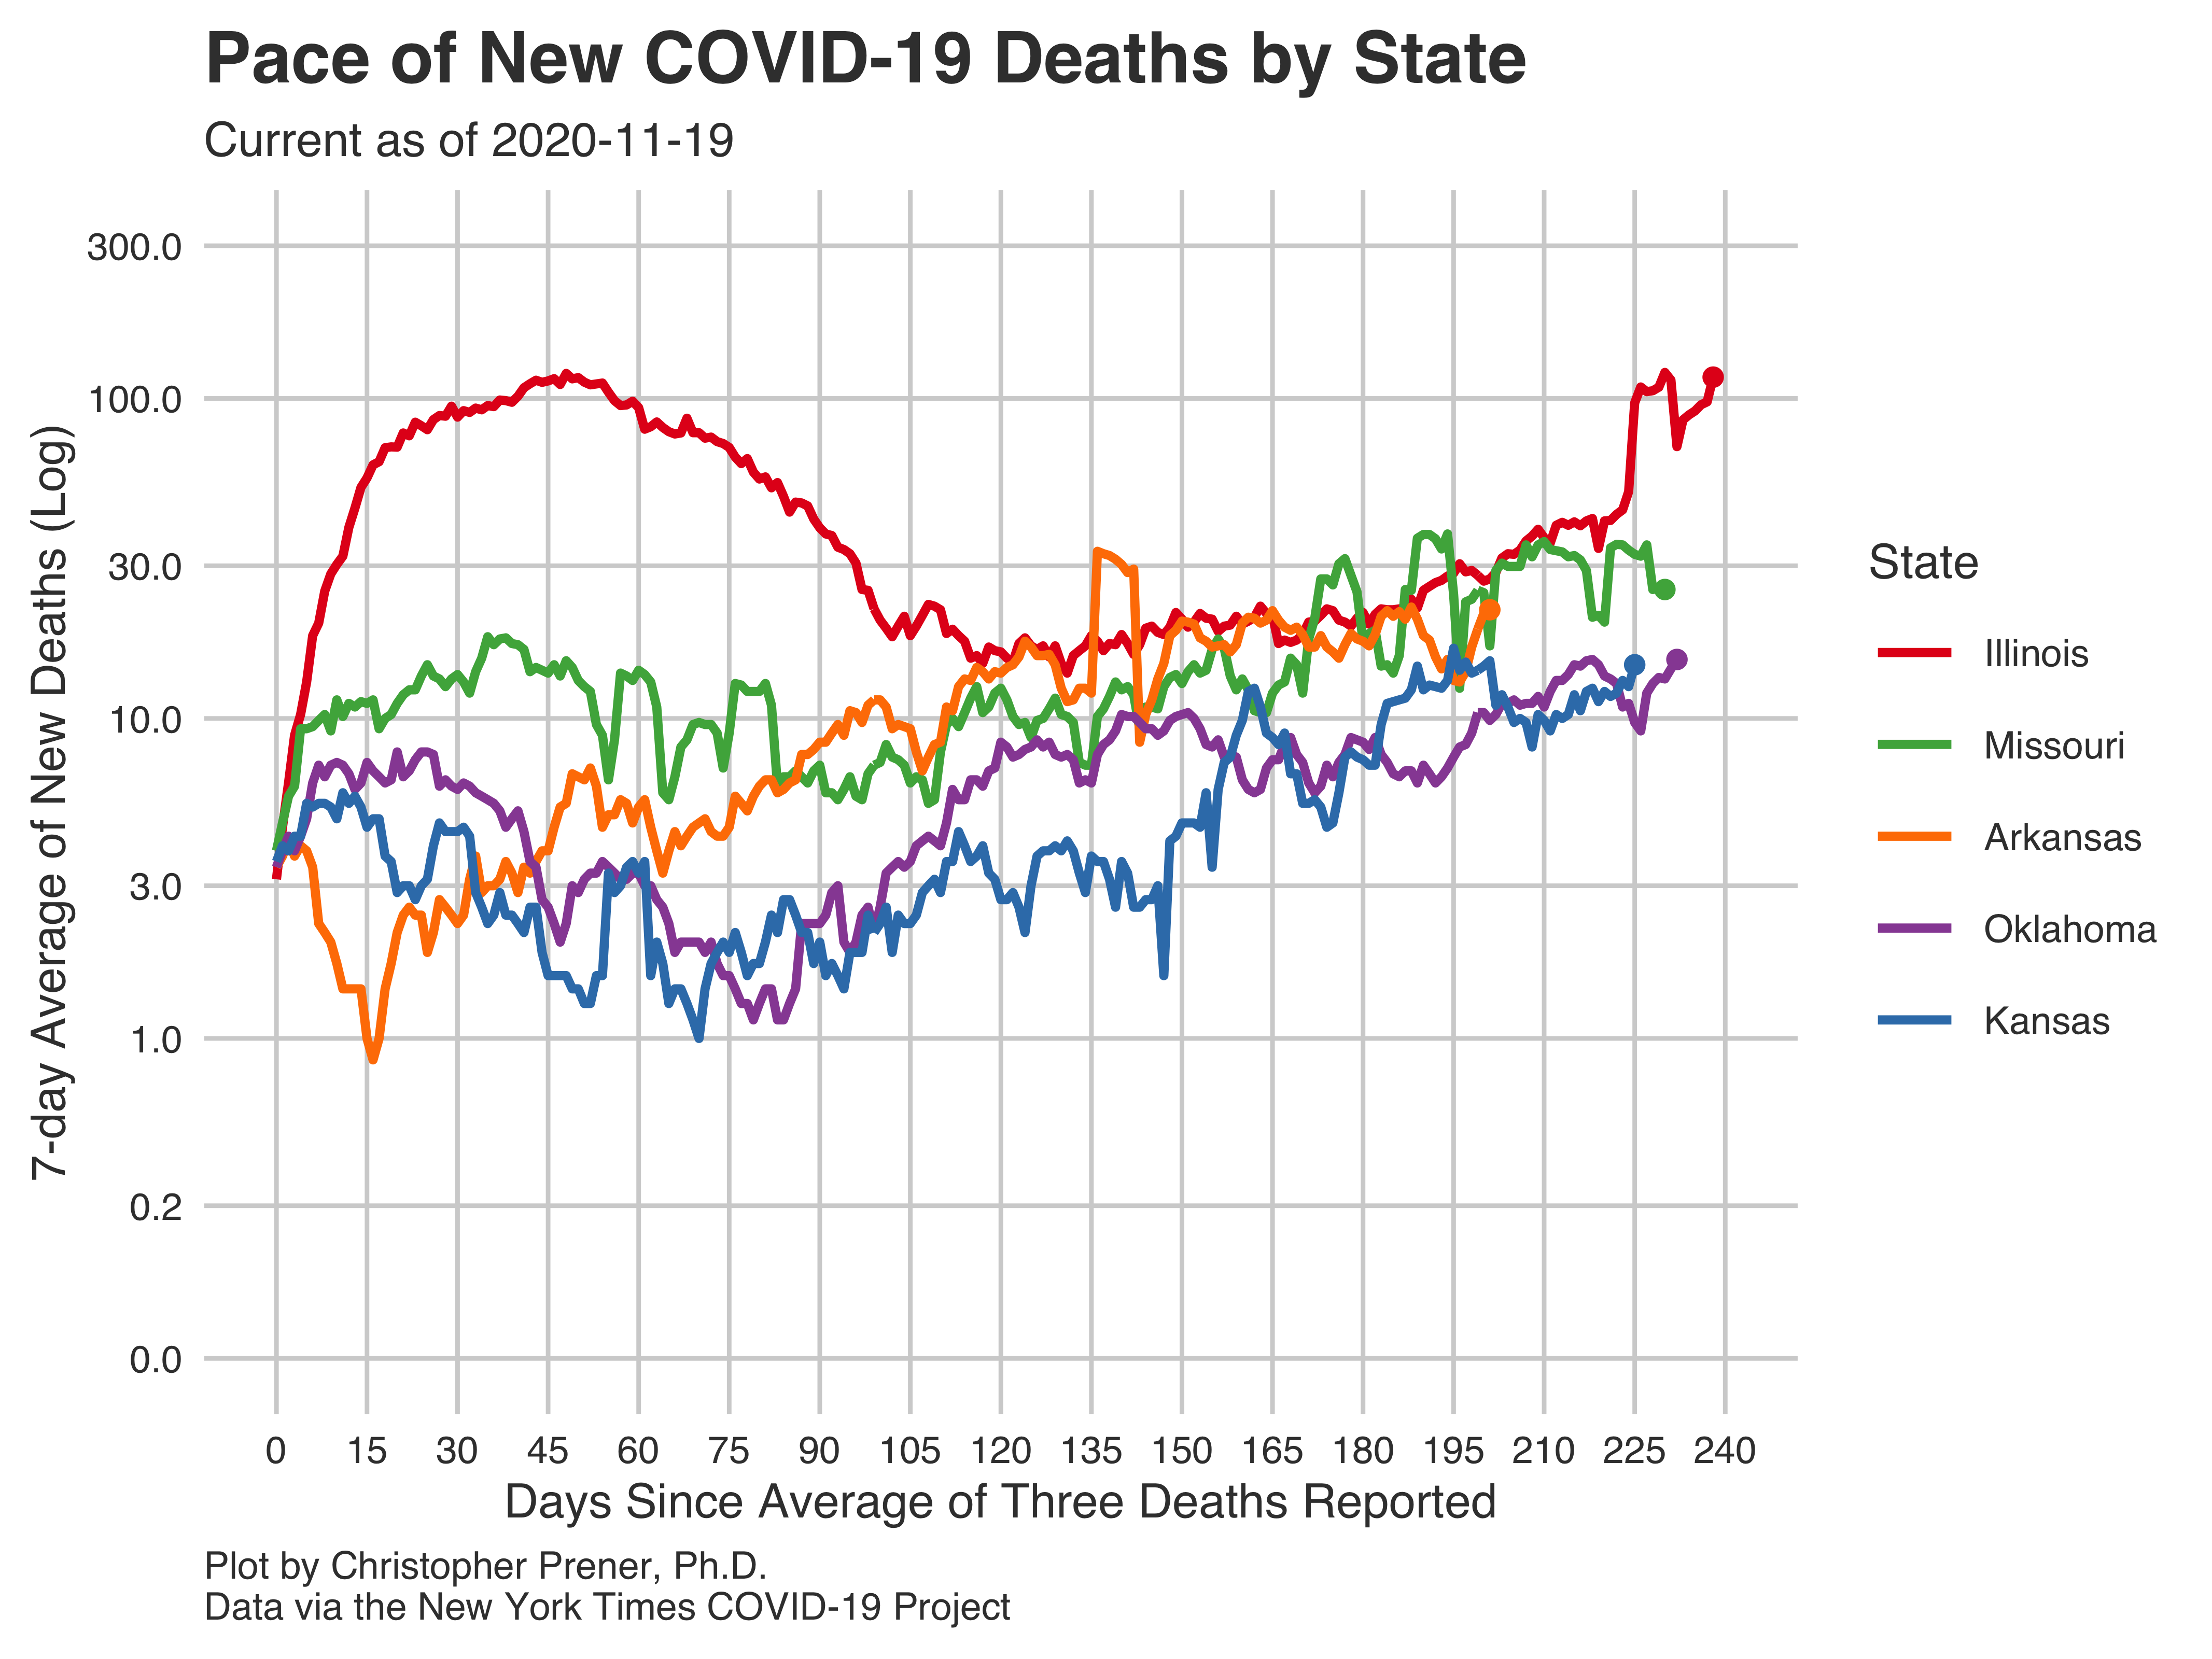 Pace of New COVID-19 Deaths by State
Current as of 2020-11-19
7-day Average of New Deaths (Log)
300.0
100.0
30.0
10.0
3.0
1.0
0.2
0.0
0 15 30 45 60 75 90 105 120 135 150 165 180 195 210 225 240
Days Since Average of Three Deaths Reported
State
Illinois
Missouri
Arkansas
Oklahoma
Kansas
Plot by Christopher Prener, Ph.D.
Data via the New York Times COVID-19 Project